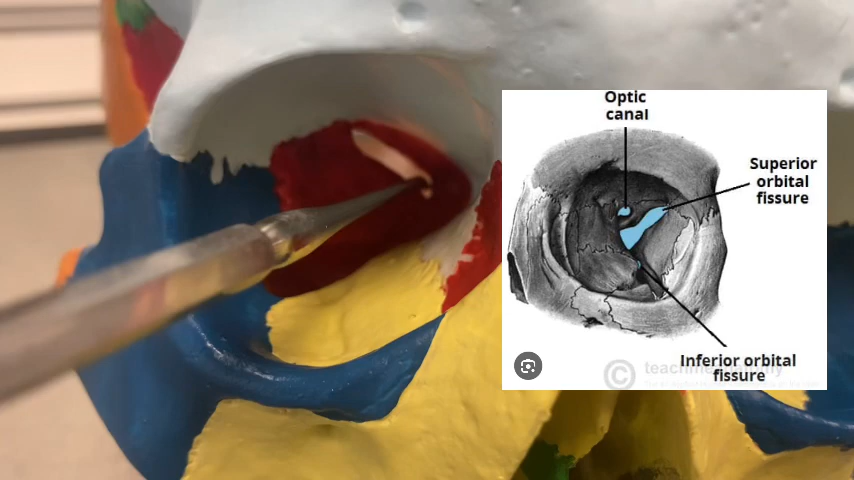 Optic
canal
Superior
orbital
fissure
Inferior orbital
fissure
©